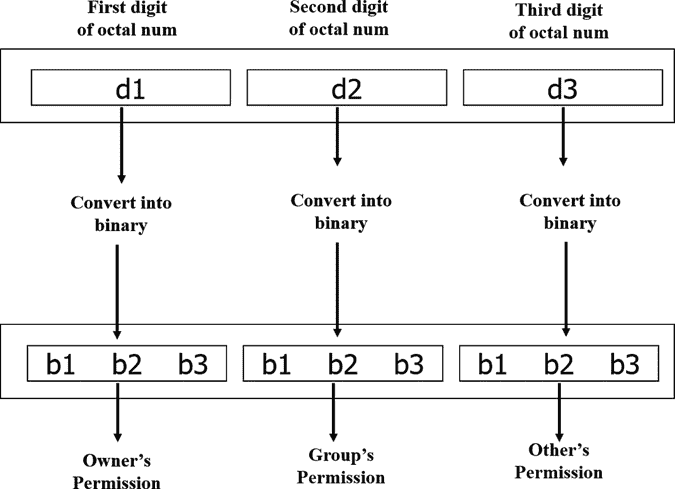 First digit
of octal num
Second digit
of octal num
Third digit
of octal num
d1
d2
d3
Convert into
binary
Convert into
binary
Convert into
binary
b1 b2 b3
b1 b2 b3
b1 b2 b3
Owner's
Permission
Group's
Permission
Other's
Permission